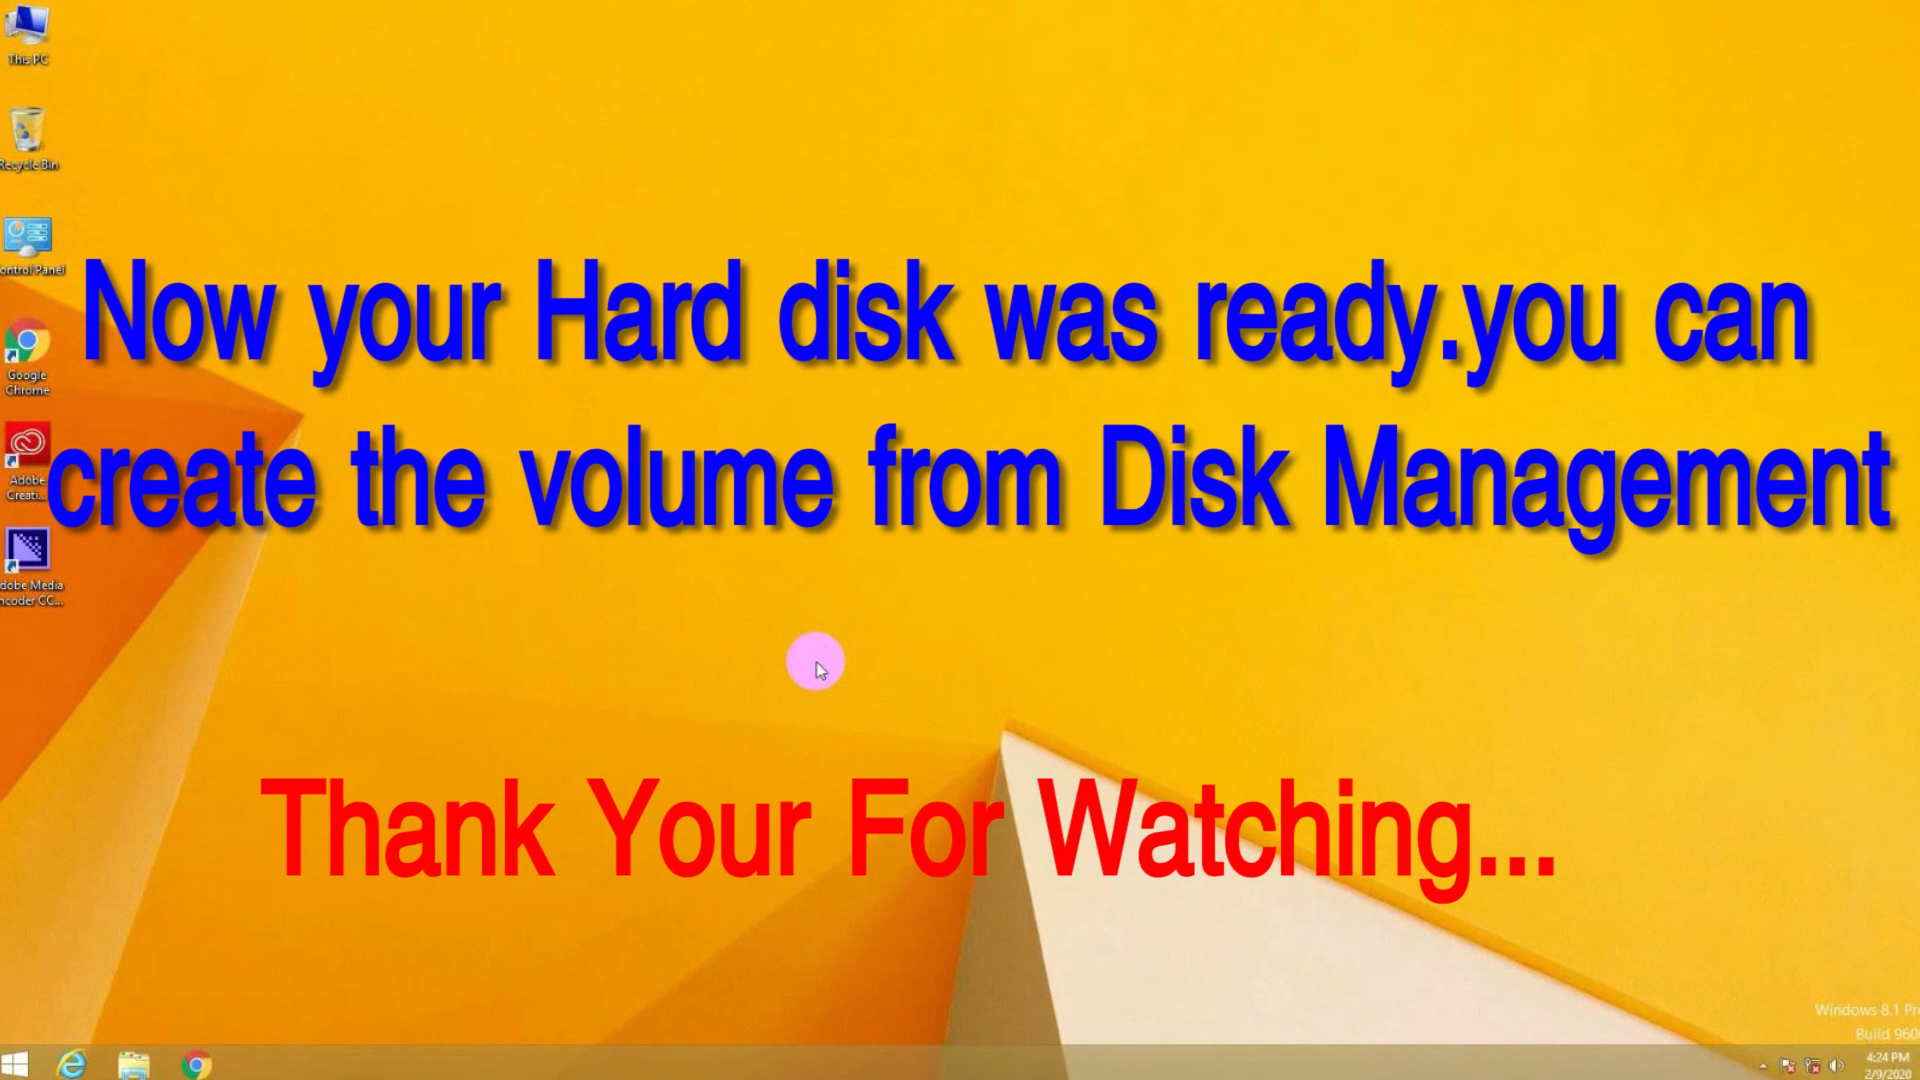 This PC
Recycle Bin
ontrol Panel
Google
Chrome
Adobe
Creati...
dobe Media
ncoder CC...
Now your Hard disk was ready.you can
create the volume from Disk Management
Thank Your For Watching...
Windows 8.1 Pro
Build 960
4:24 PM
2/9/2020